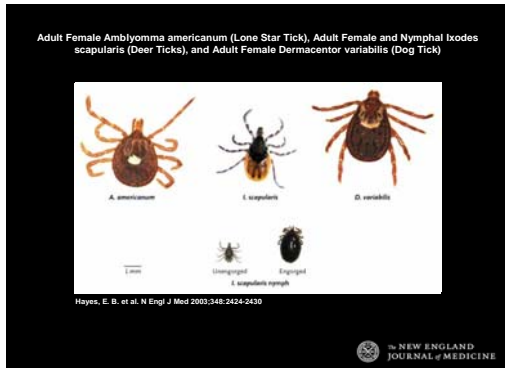 Adult Female Amblyomma americanum (Lone Star Tick), Adult Female and Nymphal Ixodes
scapularis (Deer Ticks), and Adult Female Dermacentor variabilis (Dog Tick)
A. americanum
I. scapularis
D. variabilis
1 mm
Unengorged
Engorged
I. scapularis nymph
Hayes, E. B. et al. N Engl J Med 2003;348:2424-2430
The NEW ENGLAND
JOURNAL of MEDICINE